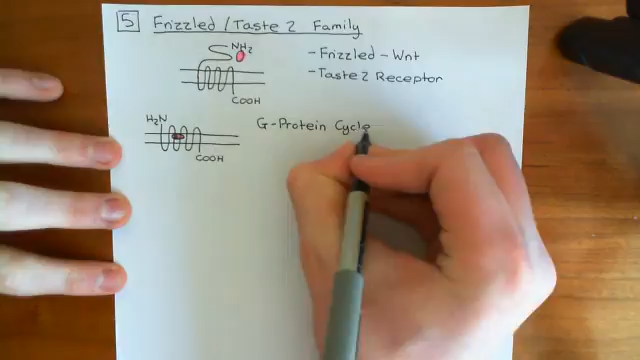 5 Frizzled/Taste 2 Family
NH2
- Frizzled - Wnt
- Taste 2 Receptor
COOH
H2N
G-Protein Cycle
COOH